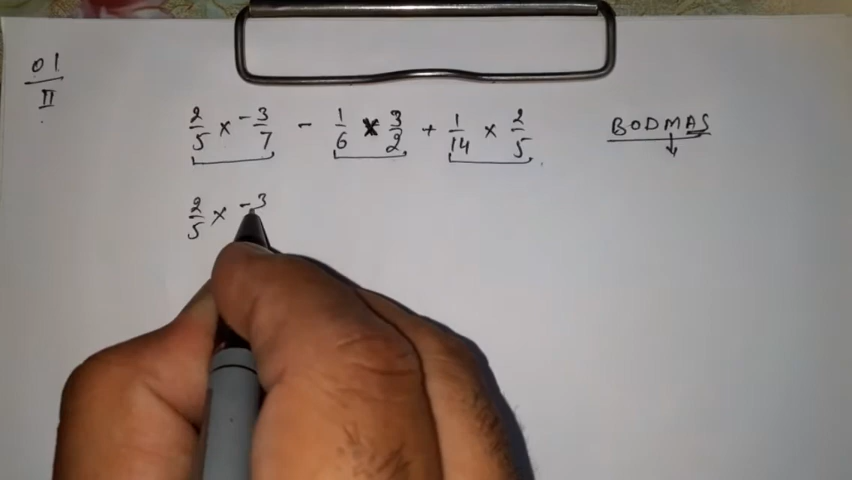 01
II
2/5 × -3/7 - 1/6 × 3/2 + 1/14 × 2/5
BODMAS
2/5 × -3